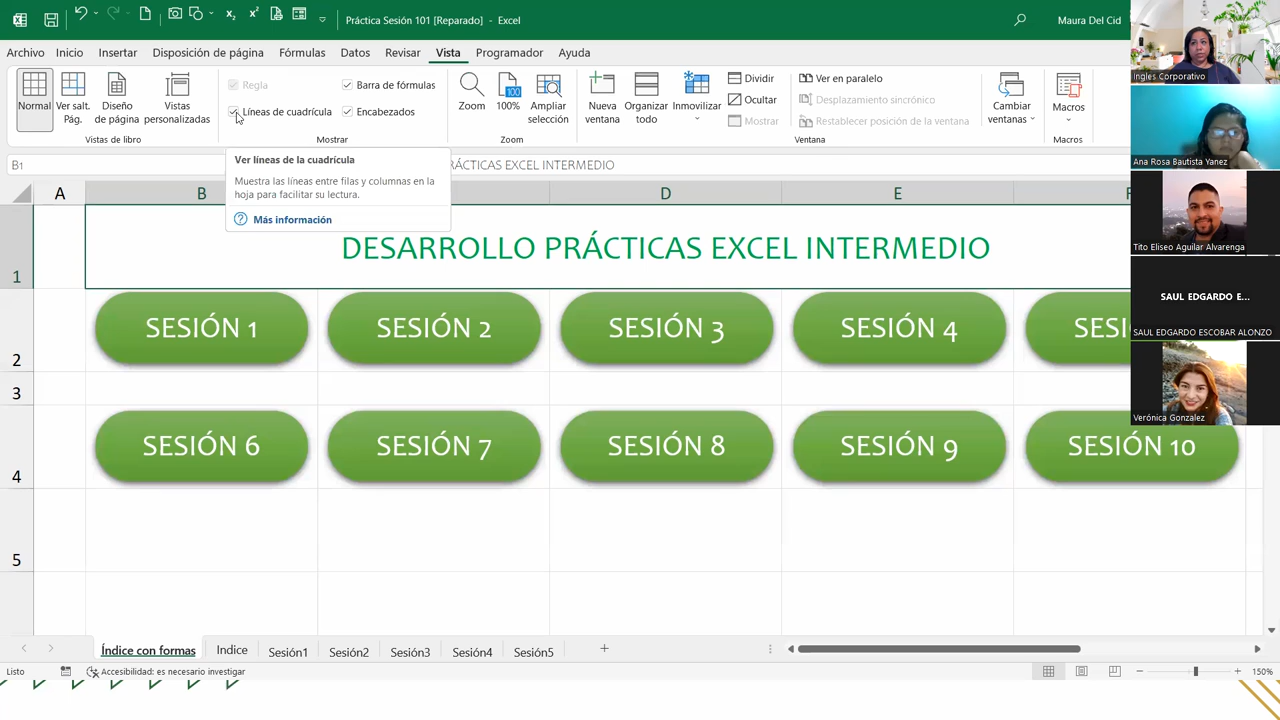 Práctica Sesión 101 [Reparado] - Excel
Maura Del Cid
Archivo Inicio Insertar Disposición de página Fórmulas Datos Revisar Vista Programador Ayuda
Normal
Ver salt. Pág.
Diseño de página
Vistas personalizadas
Vistas de libro
Regla
Barra de fórmulas
Líneas de cuadrícula
Encabezados
Mostrar
Zoom
100%
Ampliar selección
Zoom
Nueva ventana
Organizar todo
Inmovilizar
Dividir
Ocultar
Mostrar
Ver en paralelo
Desplazamiento sincrónico
Restablecer posición de la ventana
Cambiar ventanas
Ventana
Macros
Macros
B1
RÁCTICAS EXCEL INTERMEDIO
Ver líneas de la cuadrícula
Muestra las líneas entre filas y columnas en la
hoja para facilitar su lectura.
Más información
A B D E F
1
DESARROLLO PRÁCTICAS EXCEL INTERMEDIO
2
SESIÓN 1 SESIÓN 2 SESIÓN 3 SESIÓN 4 SESI
3
4
SESIÓN 6 SESIÓN 7 SESIÓN 8 SESIÓN 9 SESIÓN 10
5
Índice con formas Indice Sesión1 Sesión2 Sesión3 Sesión4 Sesión5
Listo
Accesibilidad: es necesario investigar
150%
Ingles Corporativo
Ana Rosa Bautista Yanez
Tito Eliseo Aguilar Alvarenga
SAUL EDGARDO E...
SAUL EDGARDO ESCOBAR ALONZO
Verónica González